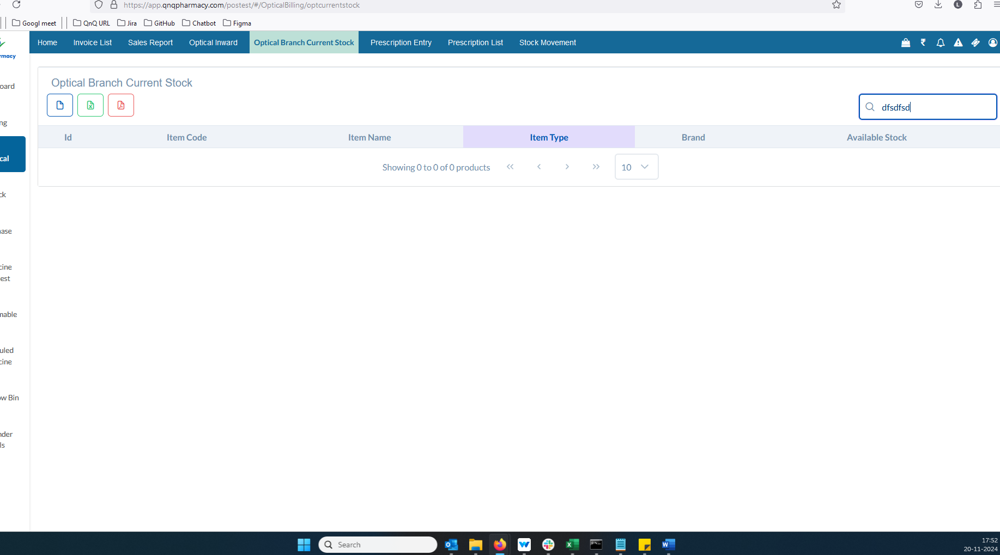 https://app.qnqpharmacy.com/postest/#/OpticalBilling/optcurrentstock
L
Googl meet QnQ URL Jira GitHub Chatbot Figma
Home Invoice List Sales Report Optical Inward Optical Branch Current Stock Prescription Entry Prescription List Stock Movement
rmacy
oard
ng
cal
ck
ase
cine
est
mable
uled
cine
ow Bin
nder
ls
Optical Branch Current Stock
dfsdfsd
Id Item Code Item Name Item Type Brand Available Stock
Showing 0 to 0 of 0 products 10
Search
17:52
20-11-2024